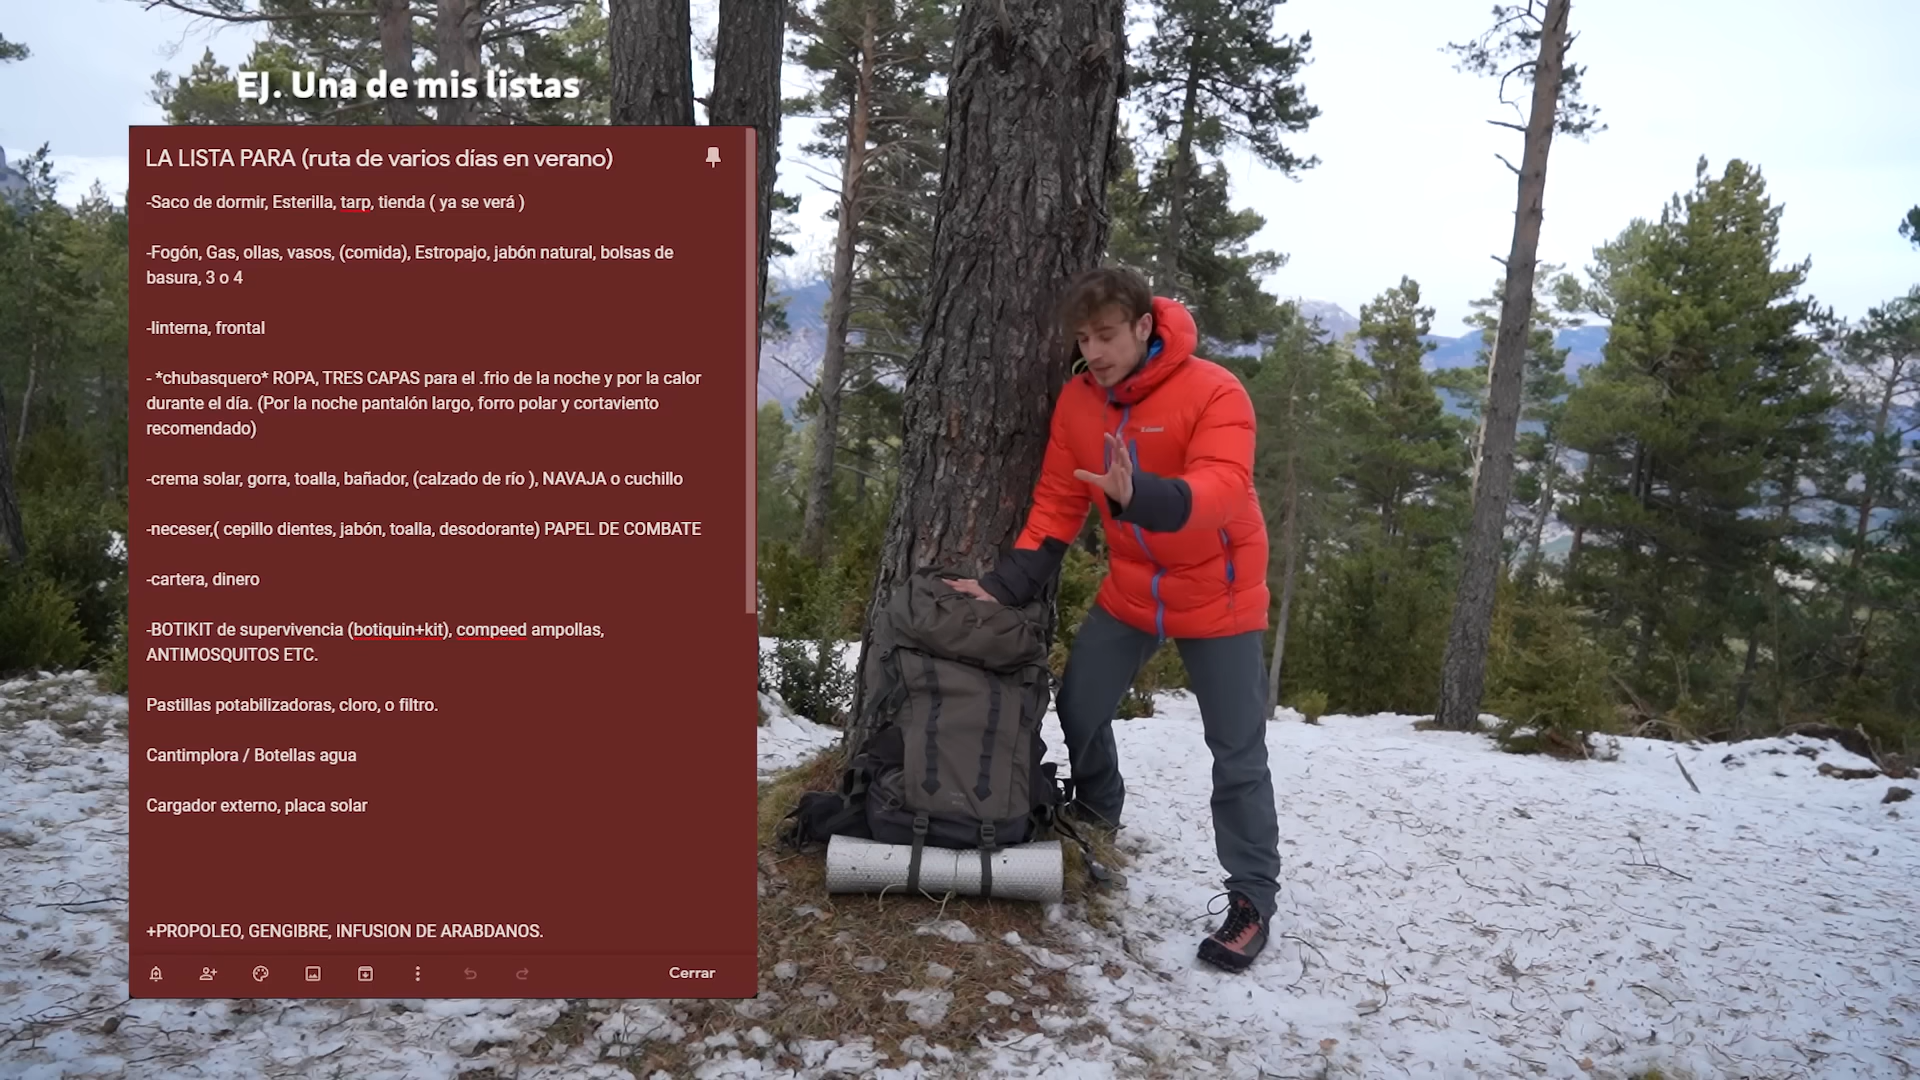 EJ. Una de mis listas
LA LISTA PARA (ruta de varios días en verano)
-Saco de dormir, Esterilla, tarp, tienda ( ya se verá )
-Fogón, Gas, ollas, vasos, (comida), Estropajo, jabón natural, bolsas de
basura, 3 o 4
-linterna, frontal
- *chubasquero* ROPA, TRES CAPAS para el .frio de la noche y por la calor
durante el día. (Por la noche pantalón largo, forro polar y cortaviento
recomendado)
-crema solar, gorra, toalla, bañador, (calzado de río ), NAVAJA o cuchillo
-neceser,( cepillo dientes, jabón, toalla, desodorante) PAPEL DE COMBATE
-cartera, dinero
-BOTIKIT de supervivencia (botiquin+kit), compeed ampollas,
ANTIMOSQUITOS ETC.
Pastillas potabilizadoras, cloro, o filtro.
Cantimplora / Botellas agua
Cargador externo, placa solar
+PROPOLEO, GENGIBRE, INFUSION DE ARABDANOS.
Cerrar